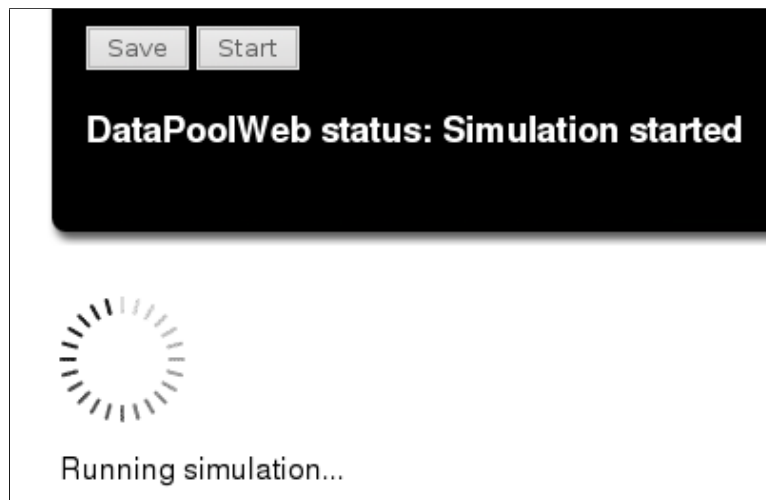 Save Start
DataPoolWeb status: Simulation started
Running simulation...